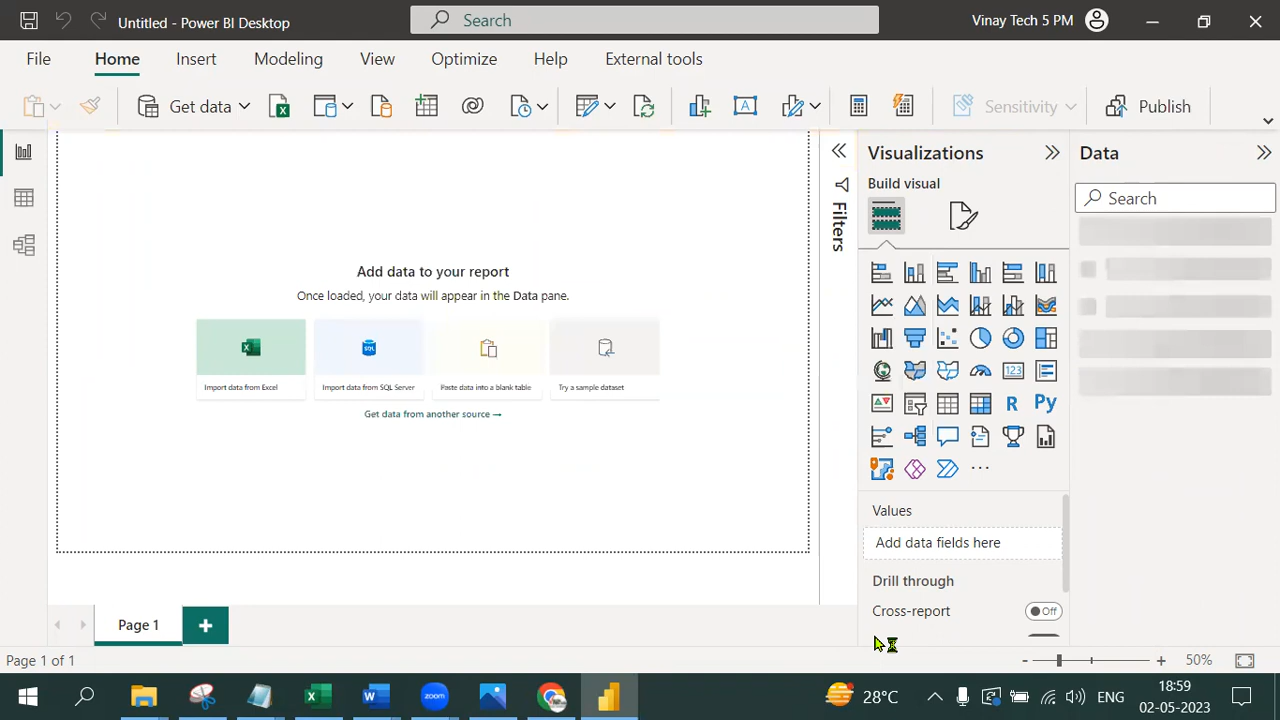 Untitled - Power BI Desktop
Search
Vinay Tech 5 PM
File
Home
Insert
Modeling
View
Optimize
Help
External tools
Get data
Sensitivity
Publish
Filters
Visualizations
Data
Build visual
Search
Add data to your report
Once loaded, your data will appear in the Data pane.
SQL
Import data from Excel
Import data from SQL Server
Paste data into a blank table
Try a sample dataset
Get data from another source →
123
R
Py
Values
Add data fields here
Drill through
Cross-report
Off
Page 1
Page 1 of 1
50%
zoom
28°C
ENG
18:59
02-05-2023